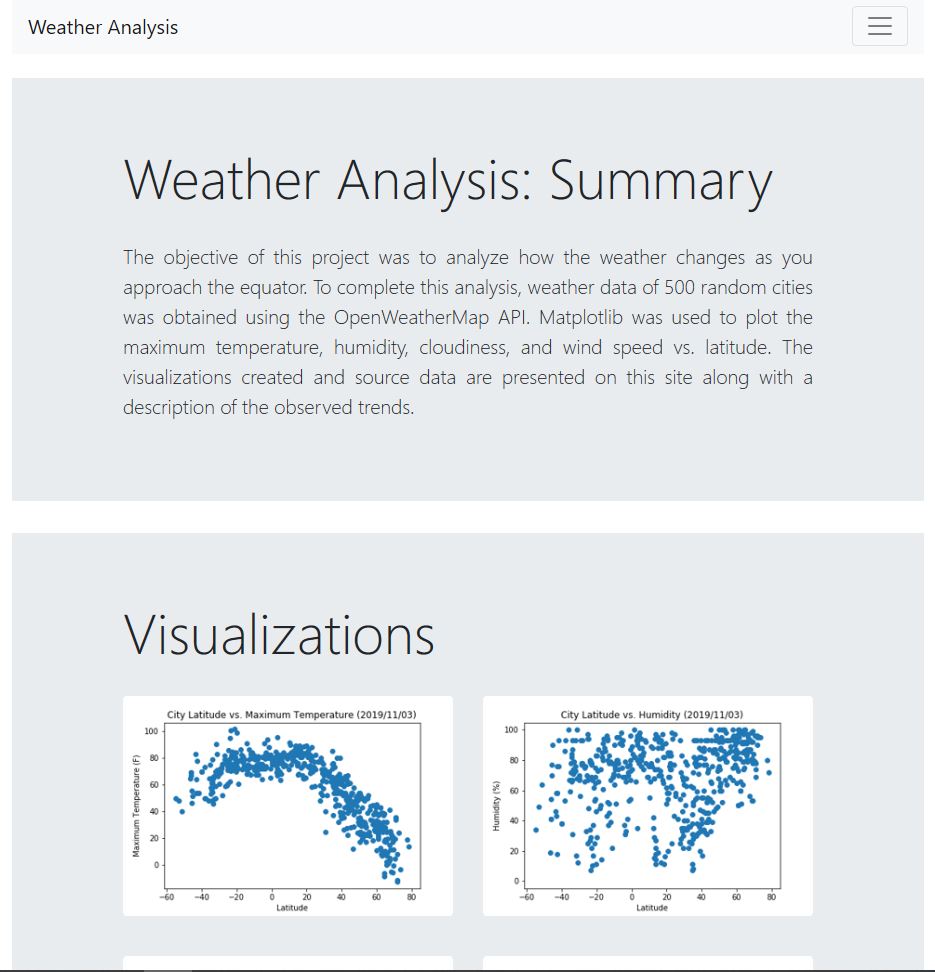 Weather Analysis
Weather Analysis: Summary
The objective of this project was to analyze how the weather changes as you
approach the equator. To complete this analysis, weather data of 500 random cities
was obtained using the OpenWeatherMap API. Matplotlib was used to plot the
maximum temperature, humidity, cloudiness, and wind speed vs. latitude. The
visualizations created and source data are presented on this site along with a
description of the observed trends.
Visualizations
City Latitude vs. Maximum Temperature (2019/11/03)
Maximum Temperature (F)
100
80
60
40
20
0
−60 −40 −20 0 20 40 60 80
Latitude
City Latitude vs. Humidity (2019/11/03)
Humidity (%)
100
80
60
40
20
0
−60 −40 −20 0 20 40 60 80
Latitude